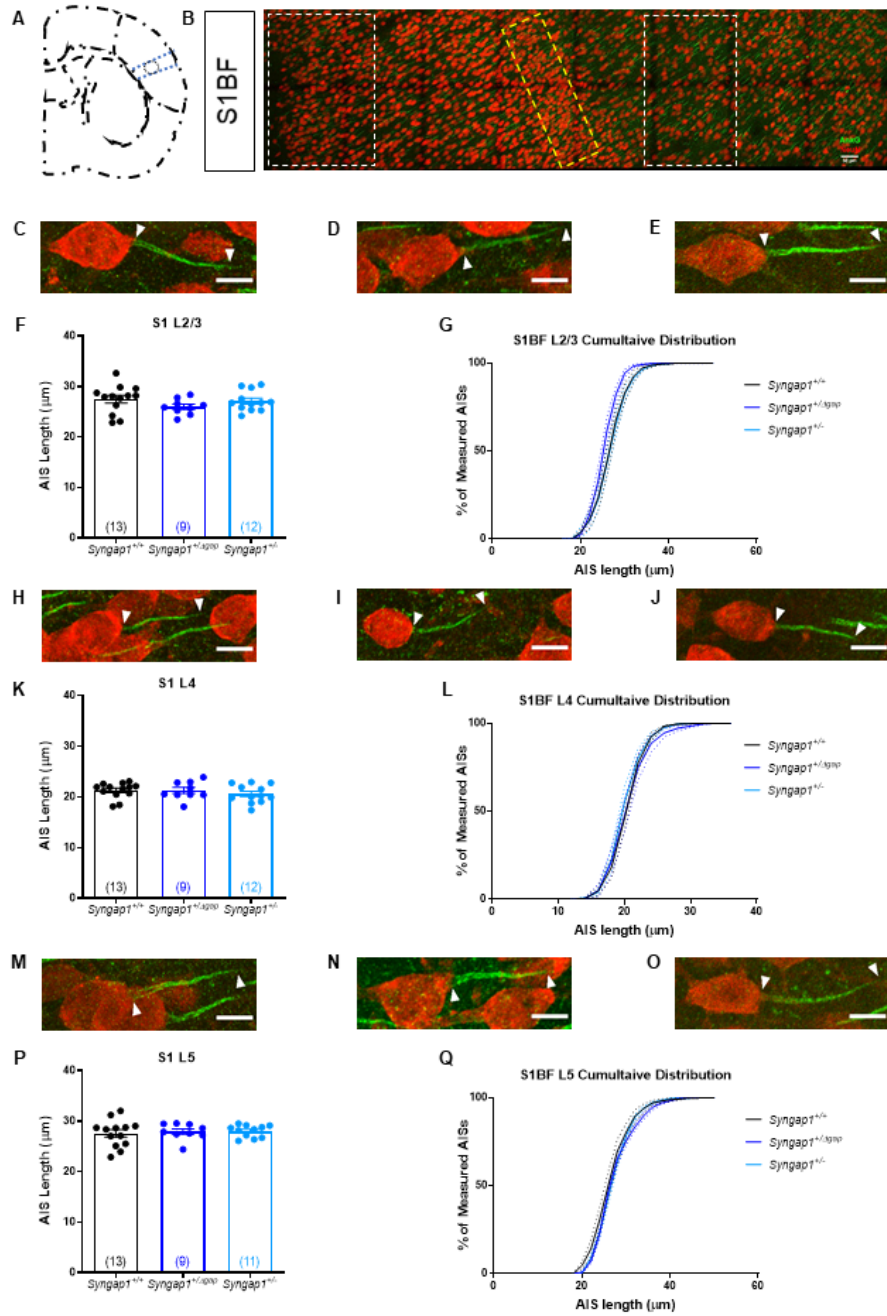 A
B
S1BF
AnkG
C
D
E
F
S1 L2/3
AIS Length (μm)
40
30
20
10
0
(13)
(9)
(12)
Syngap1+/+
Syngap1+/Δgap
Syngap1+/-
G
S1BF L2/3 Cumultaive Distribution
% of Measured AISs
100
50
0
0
20
40
60
AIS length (μm)
Syngap1+/+
Syngap1+/Δgap
Syngap1+/-
H
I
J
K
S1 L4
AIS Length (μm)
40
30
20
10
0
(13)
(9)
(12)
Syngap1+/+
Syngap1+/Δgap
Syngap1+/-
L
S1BF L4 Cumultaive Distribution
% of Measured AISs
100
50
0
0
10
20
30
40
AIS length (μm)
Syngap1+/+
Syngap1+/Δgap
Syngap1+/-
M
N
O
P
S1 L5
AIS Length (μm)
40
30
20
10
0
(13)
(9)
(11)
Syngap1+/+
Syngap1+/Δgap
Syngap1+/-
Q
S1BF L5 Cumultaive Distribution
% of Measured AISs
100
50
0
0
20
40
60
AIS length (μm)
Syngap1+/+
Syngap1+/Δgap
Syngap1+/-